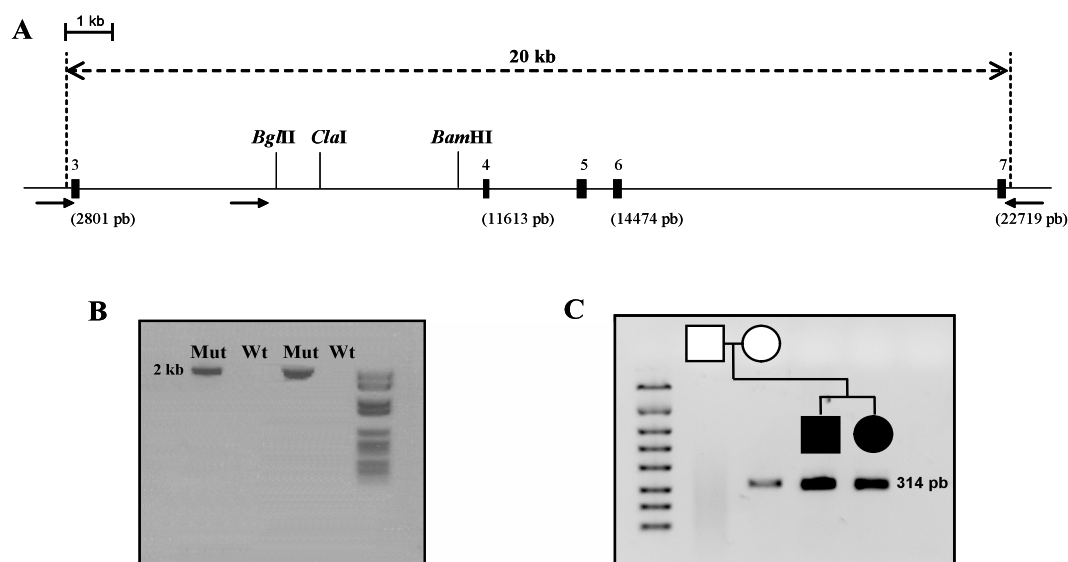 A
1 kb
20 kb
BglII ClaI BamHI
3 4 5 6 7
(2801 pb) (11613 pb) (14474 pb) (22719 pb)
B
Mut Wt Mut Wt
2 kb
C
314 pb